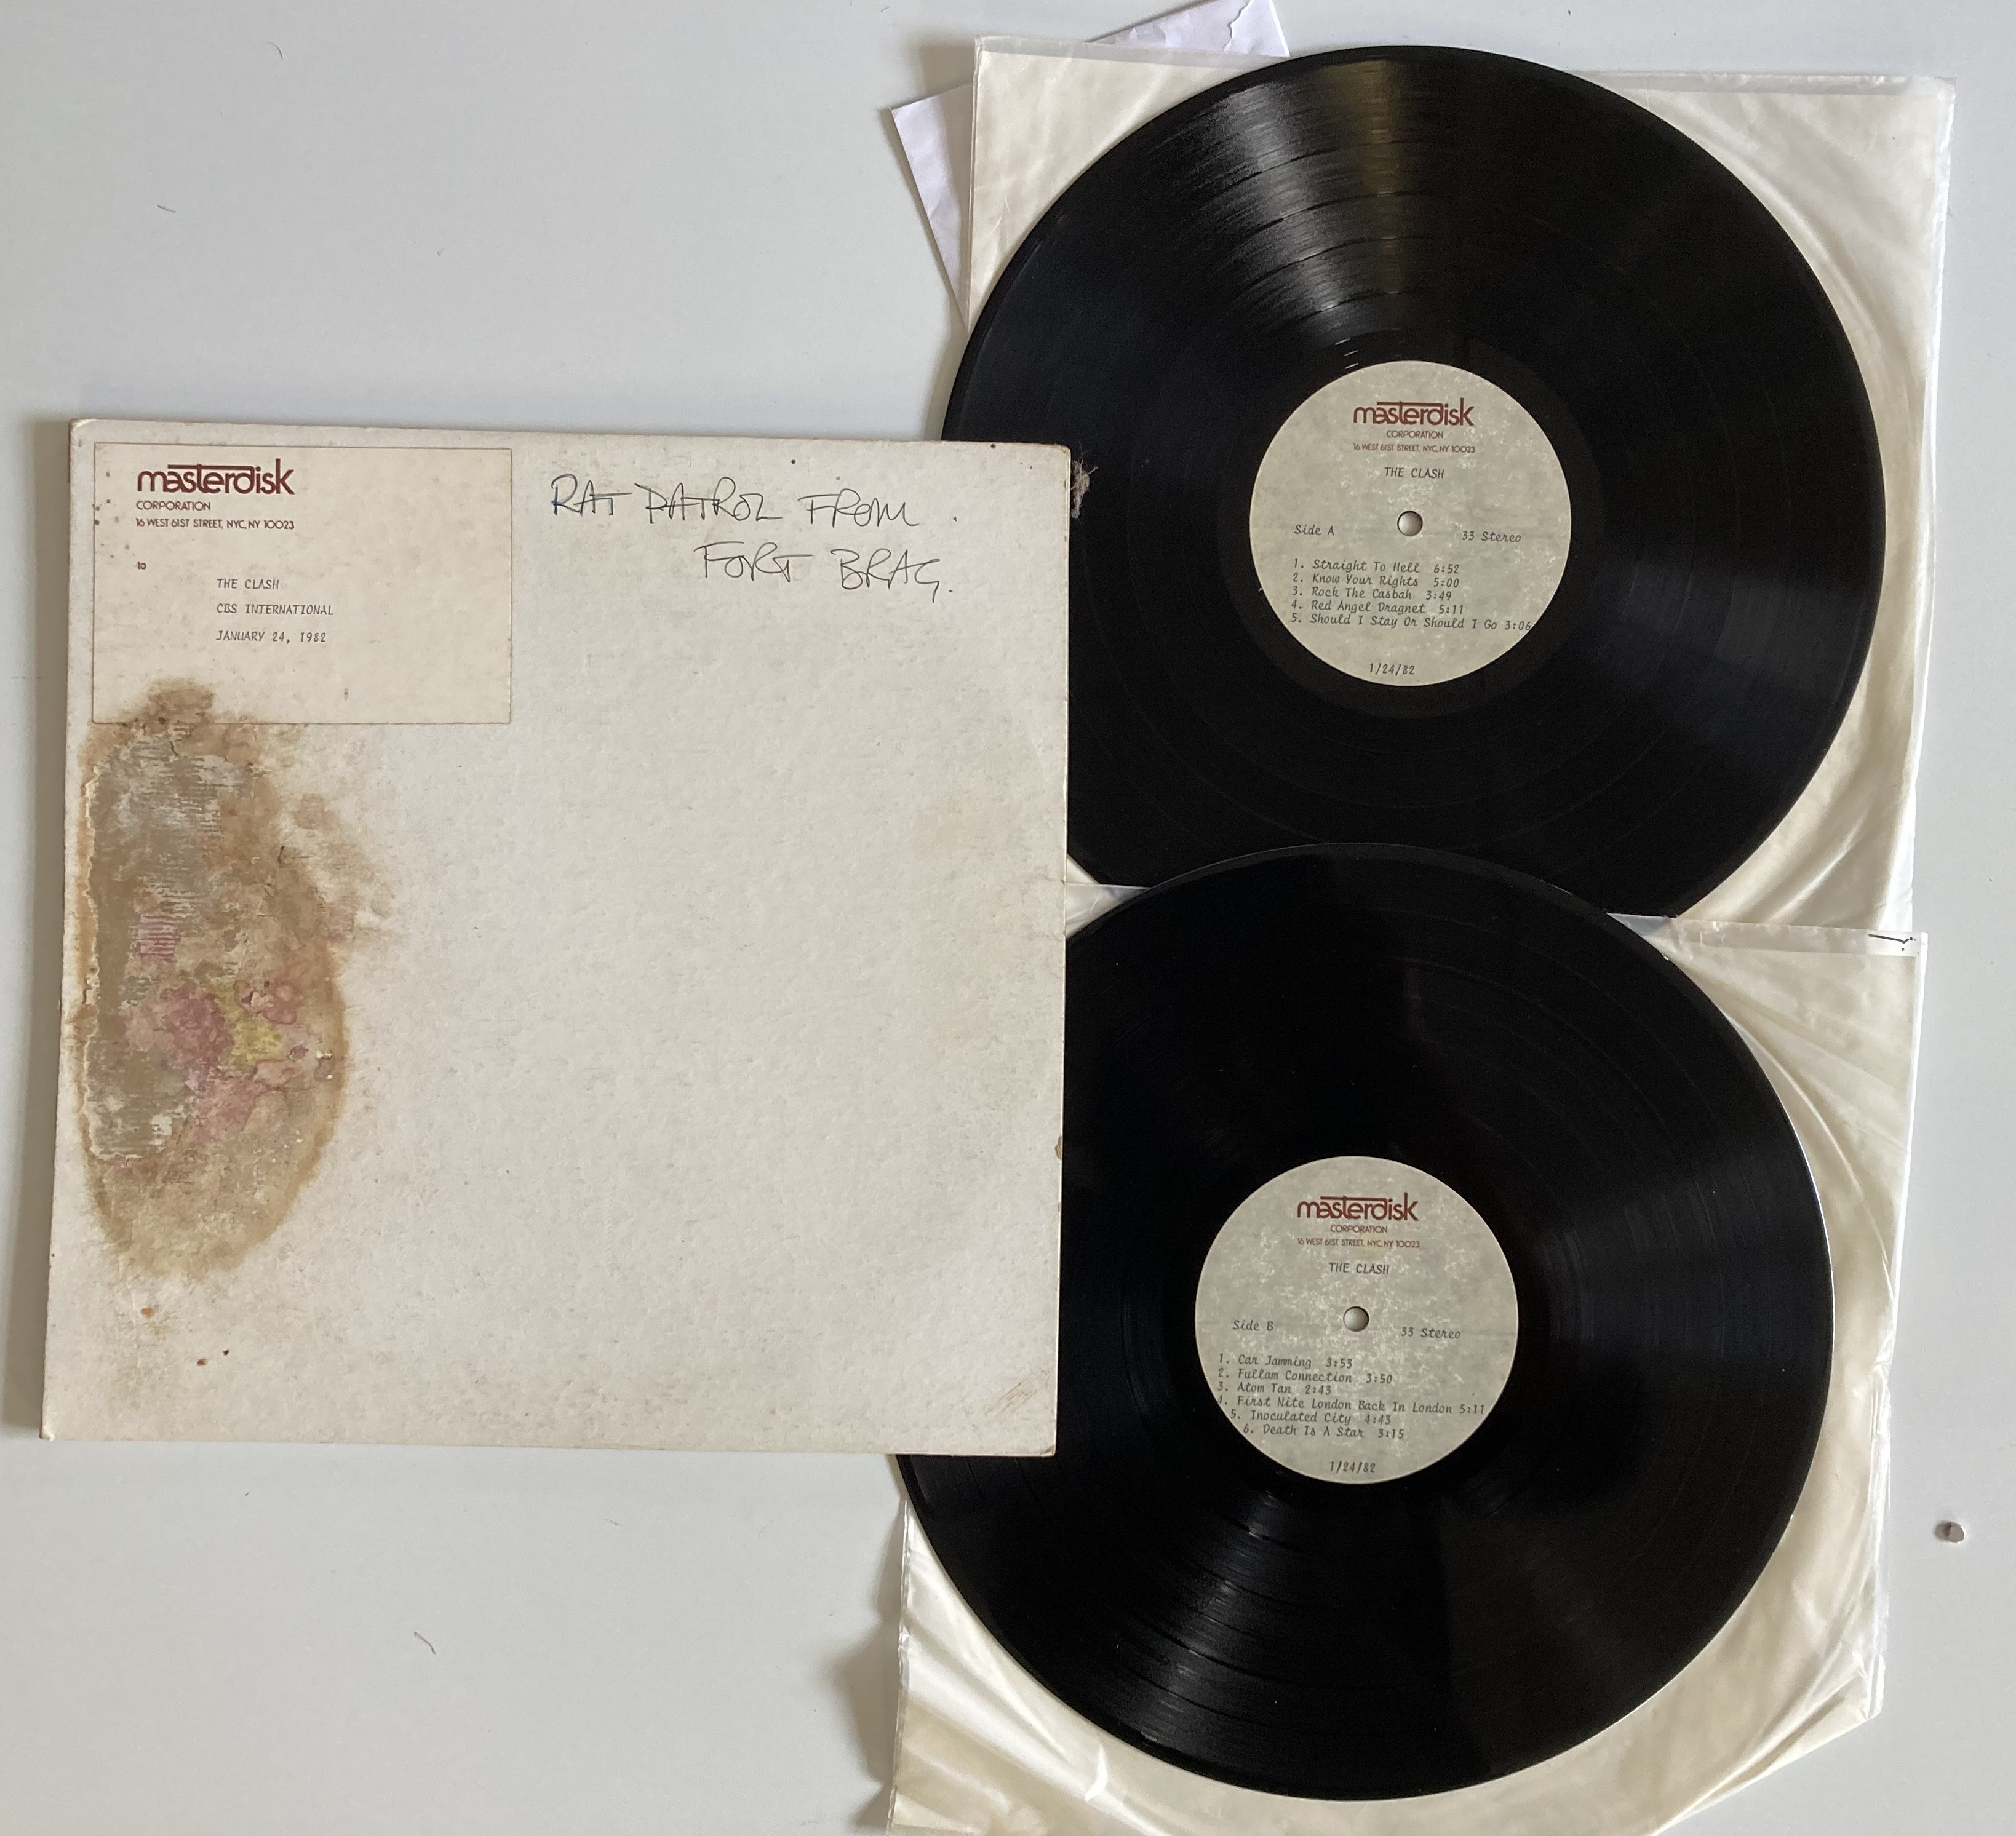 masterdisk
CORPORATION
16 WEST 61ST STREET, NYC, NY 10023
to
THE CLASH
CBS INTERNATIONAL
JANUARY 24, 1982
RAT PATROL FROM
FORT BRAG.
masterdisk
CORPORATION
16 WEST 61ST STREET, NYC, NY 10023
THE CLASH
Side A 33 Stereo
1. Straight To Hell 6:52
2. Know Your Rights 5:00
3. Rock The Casbah 3:49
4. Red Angel Dragnet 5:11
5. Should I Stay Or Should I Go 3:06
1/24/82
masterdisk
CORPORATION
16 WEST 61ST STREET, NYC, NY 10023
THE CLASH
Side B 33 Stereo
1. Car Jamming 3:53
2. Fullam Connection 3:50
3. Atom Tan 2:43
4. First Nite London Back In London 5:11
5. Inoculated City 4:43
6. Death Is A Star 3:15
1/24/82